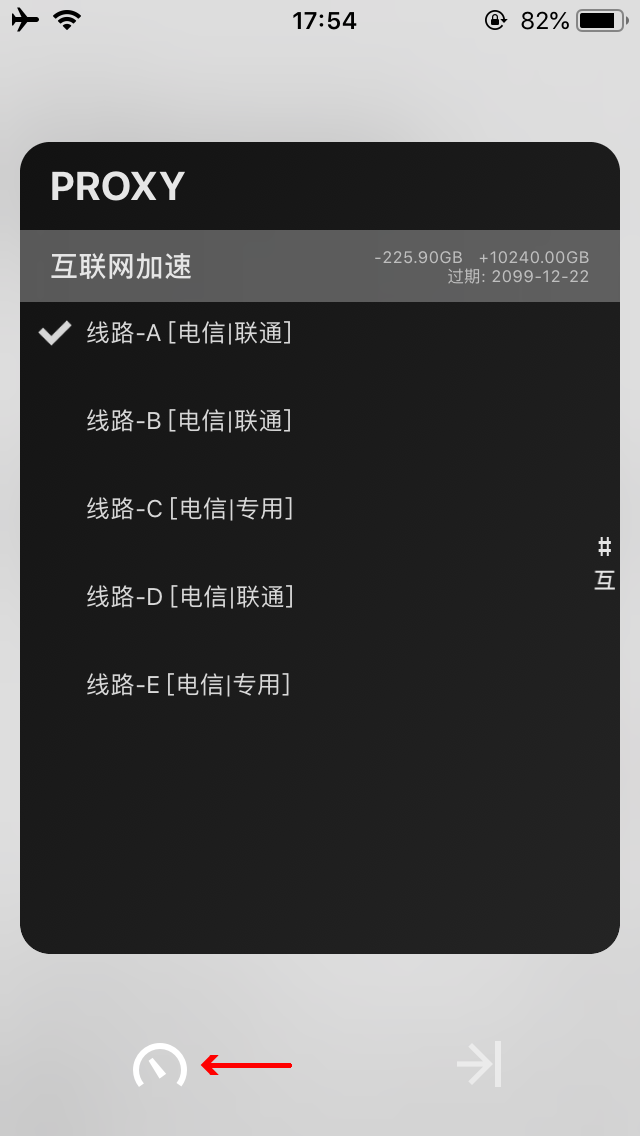 17:54
82%
PROXY
互联网加速
-225.90GB +10240.00GB
过期: 2099-12-22
线路-A [电信|联通]
线路-B [电信|联通]
线路-C [电信|专用]
#
互
线路-D [电信|联通]
线路-E [电信|专用]